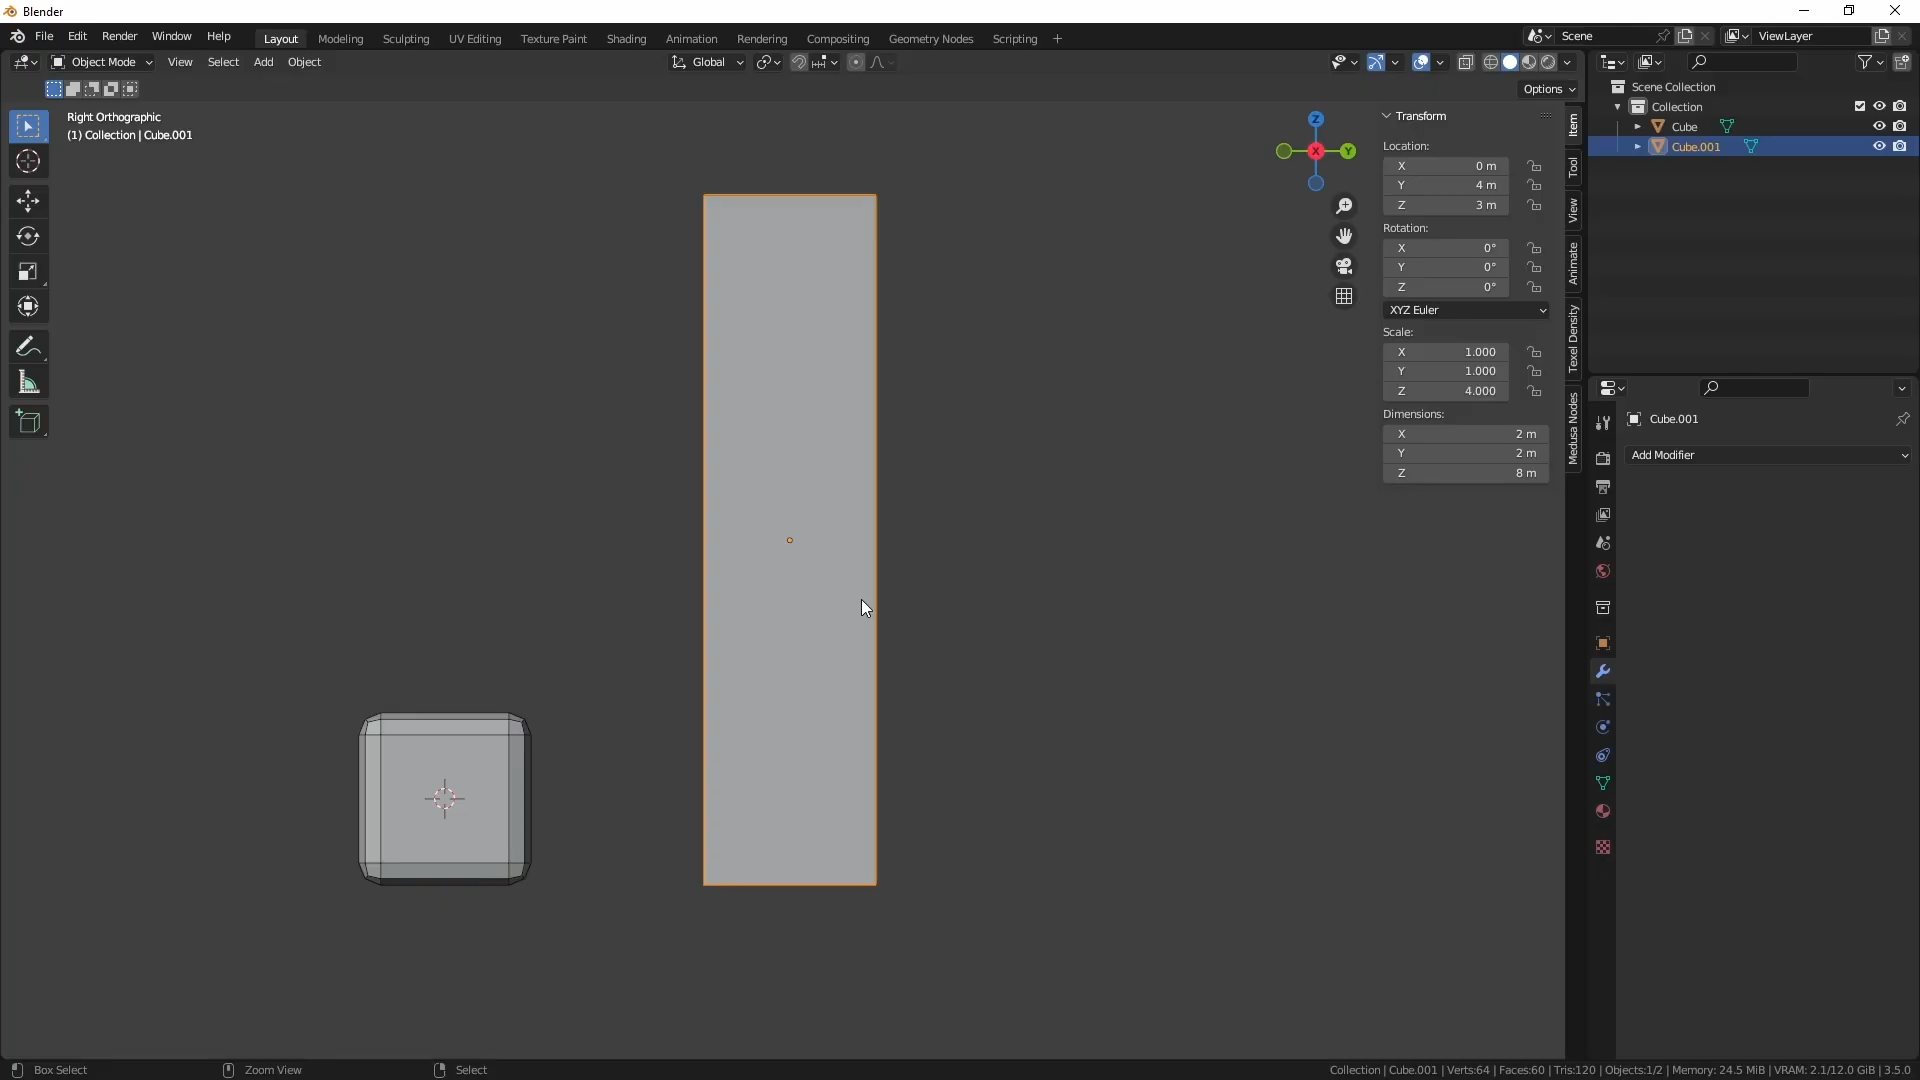 Blender
File Edit Render Window Help Layout Modeling Sculpting UV Editing Texture Paint Shading Animation Rendering Compositing Geometry Nodes Scripting + Scene ViewLayer
Object Mode View Select Add Object Global
Options
Right Orthographic
(1) Collection | Cube.001
Z
X
Y
Transform
Location:
X 0 m
Y 4 m
Z 3 m
Rotation:
X 0°
Y 0°
Z 0°
XYZ Euler
Scale:
X 1.000
Y 1.000
Z 4.000
Dimensions:
X 2 m
Y 2 m
Z 8 m
Item
Tool
View
Animate
Texel Density
Medusa Nodes
Scene Collection
Collection
Cube
Cube.001
Cube.001
Add Modifier
Box Select Zoom View Select Collection | Cube.001 | Verts:64 | Faces:60 | Tris:120 | Objects:1/2 | Memory: 24.5 MiB | VRAM: 2.1/12.0 GiB | 3.5.0